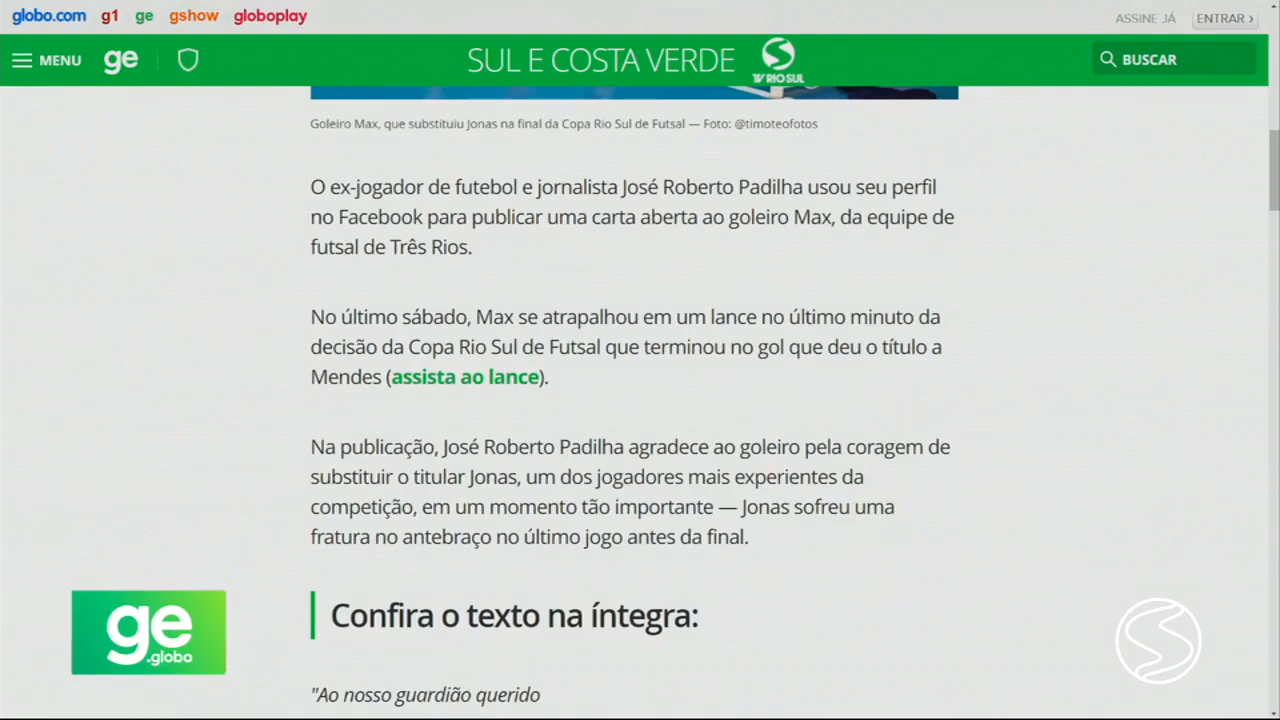 globo.com g1 ge gshow globoplay ASSINE JÁ ENTRAR ›
MENU ge SUL E COSTA VERDE TV RIO SUL BUSCAR
Goleiro Max, que substituiu Jonas na final da Copa Rio Sul de Futsal — Foto: @timoteofotos
O ex-jogador de futebol e jornalista José Roberto Padilha usou seu perfil
no Facebook para publicar uma carta aberta ao goleiro Max, da equipe de
futsal de Três Rios.
No último sábado, Max se atrapalhou em um lance no último minuto da
decisão da Copa Rio Sul de Futsal que terminou no gol que deu o título a
Mendes (assista ao lance).
Na publicação, José Roberto Padilha agradece ao goleiro pela coragem de
substituir o titular Jonas, um dos jogadores mais experientes da
competição, em um momento tão importante — Jonas sofreu uma
fratura no antebraço no último jogo antes da final.
Confira o texto na íntegra:
ge
.globo
"Ao nosso guardião querido